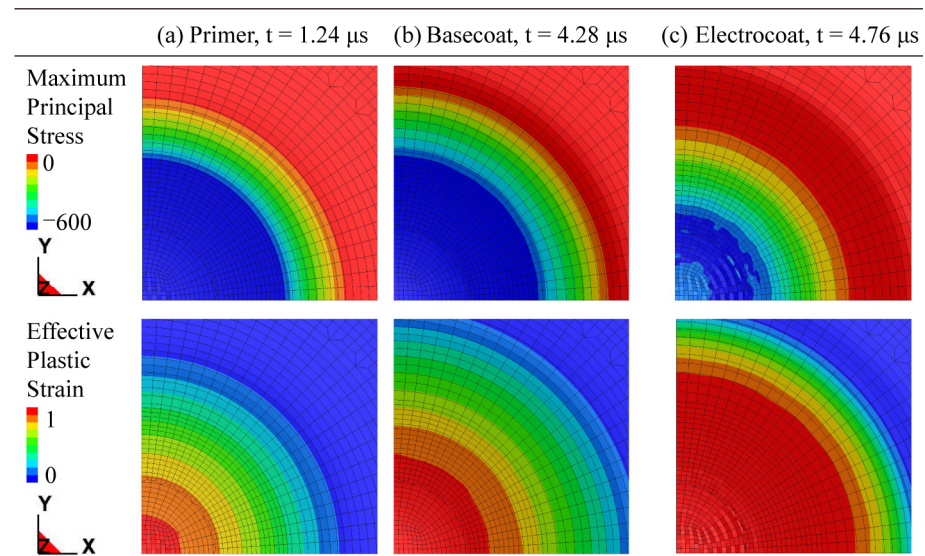 (a) Primer, t = 1.24 μs (b) Basecoat, t = 4.28 μs (c) Electrocoat, t = 4.76 μs
Maximum
Principal
Stress
0
−600
Y
Z X
Effective
Plastic
Strain
1
0
Y
Z X